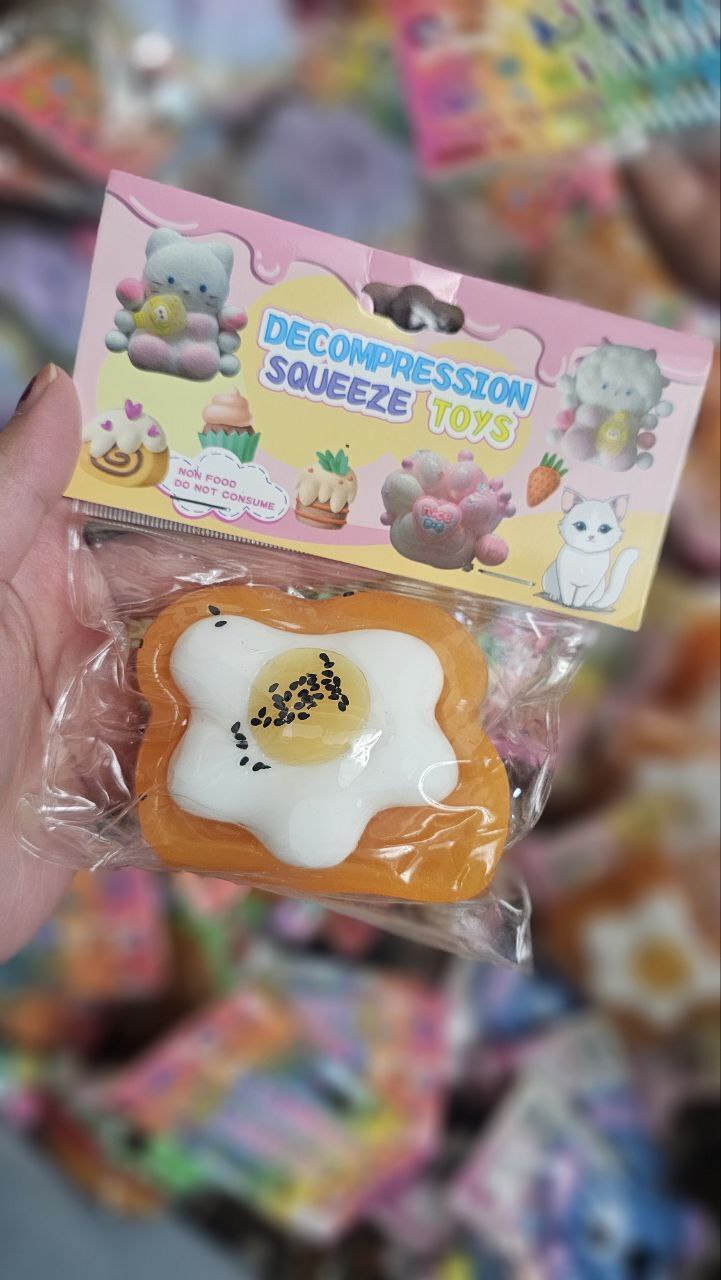 DECOMPRESSION
SQUEEZE TOYS
NON FOOD
DO NOT CONSUME